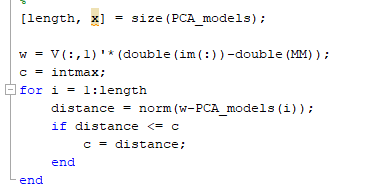 [length, x] = size(PCA_models);
w = V(:,1)'*(double(im(:))-double(MM));
c = intmax;
for i = 1:length
distance = norm(w-PCA_models(i));
if distance <= c
c = distance;
end
end